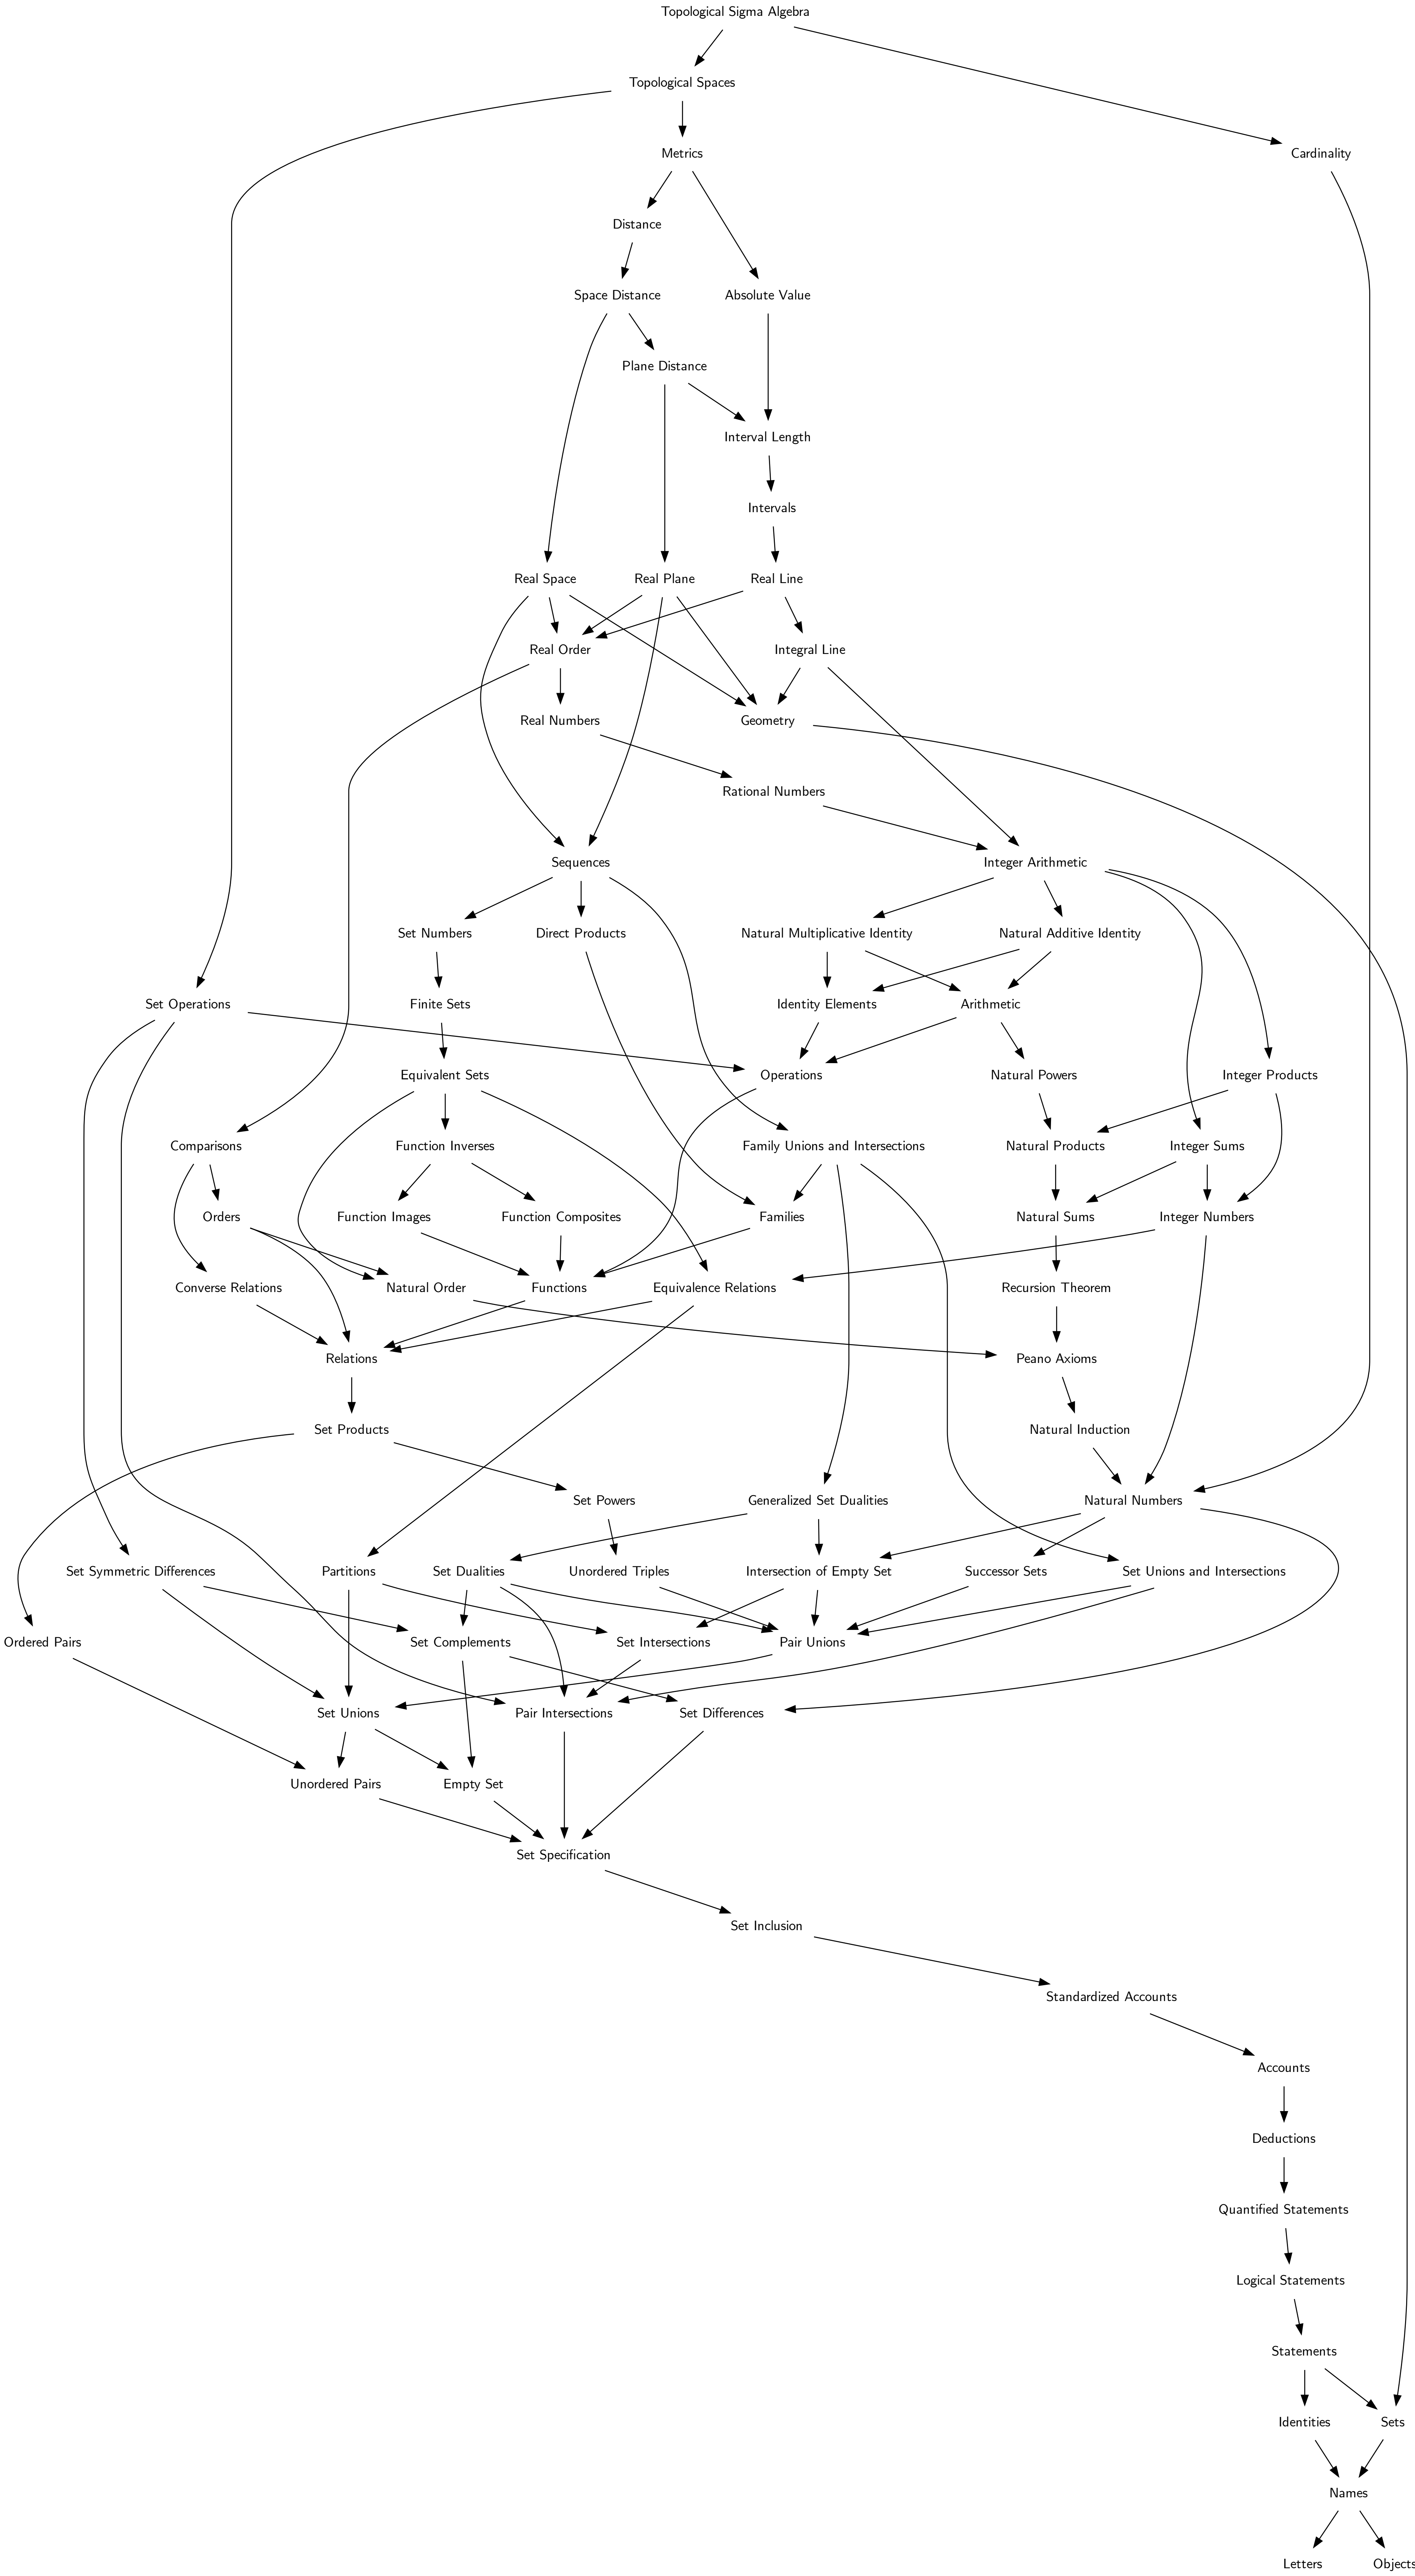 Topological Sigma Algebra
Topological Spaces
Metrics
Cardinality
Distance
Space Distance
Absolute Value
Plane Distance
Interval Length
Intervals
Real Space
Real Plane
Real Line
Real Order
Integral Line
Real Numbers
Geometry
Rational Numbers
Sequences
Integer Arithmetic
Set Numbers
Direct Products
Natural Multiplicative Identity
Natural Additive Identity
Set Operations
Finite Sets
Identity Elements
Arithmetic
Equivalent Sets
Operations
Natural Powers
Integer Products
Comparisons
Function Inverses
Family Unions and Intersections
Natural Products
Integer Sums
Orders
Function Images
Function Composites
Families
Natural Sums
Integer Numbers
Converse Relations
Natural Order
Functions
Equivalence Relations
Recursion Theorem
Relations
Peano Axioms
Set Products
Natural Induction
Set Powers
Generalized Set Dualities
Natural Numbers
Set Symmetric Differences
Partitions
Set Dualities
Unordered Triples
Intersection of Empty Set
Successor Sets
Set Unions and Intersections
Ordered Pairs
Set Complements
Set Intersections
Pair Unions
Set Unions
Pair Intersections
Set Differences
Unordered Pairs
Empty Set
Set Specification
Set Inclusion
Standardized Accounts
Accounts
Deductions
Quantified Statements
Logical Statements
Statements
Identities
Sets
Names
Letters
Objects